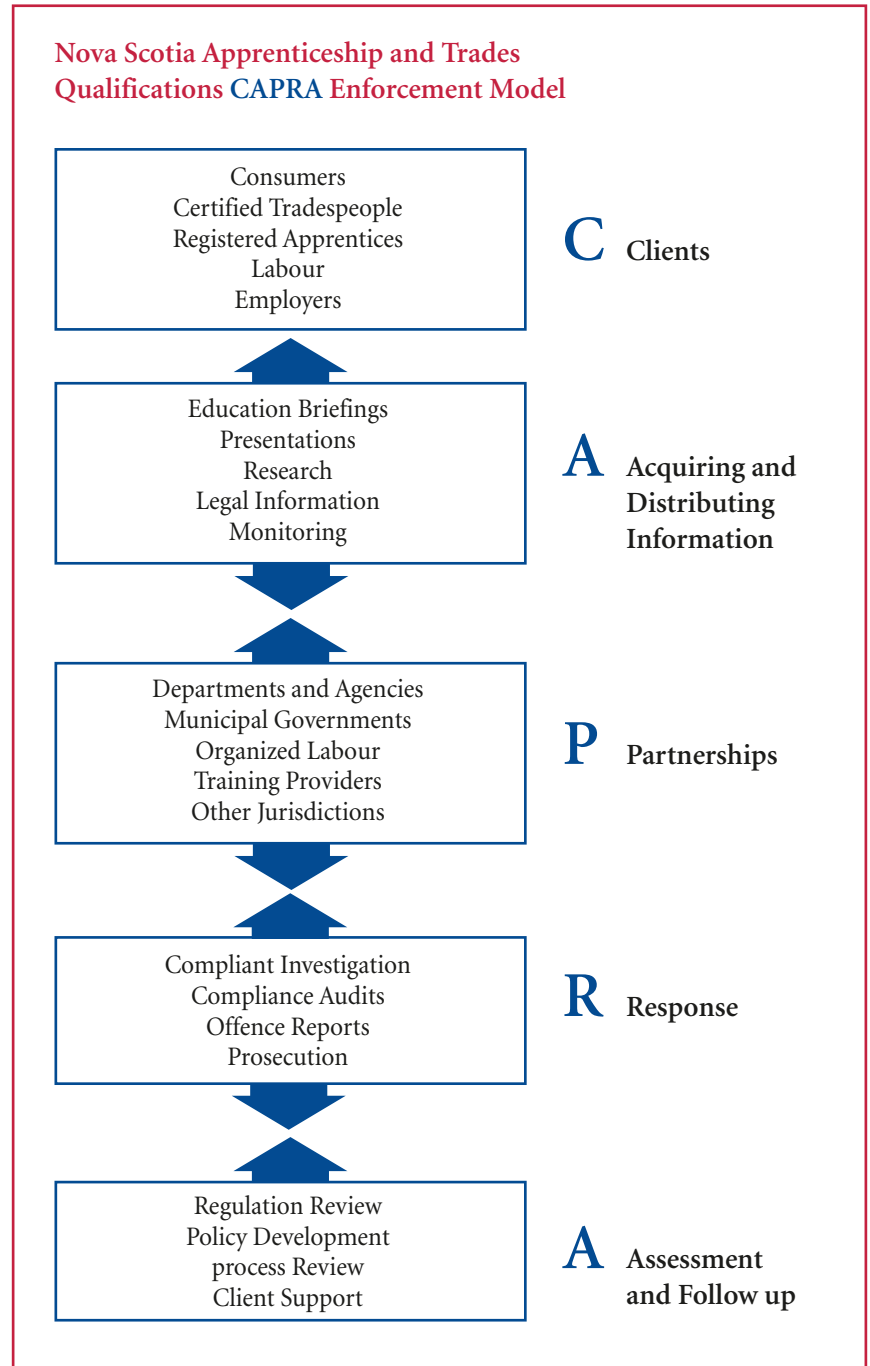 Nova Scotia Apprenticeship and Trades
Qualifications CAPRA Enforcement Model
Consumers
Certified Tradespeople
Registered Apprentices
Labour
Employers
C Clients
Education Briefings
Presentations
Research
Legal Information
Monitoring
A Acquiring and
Distributing
Information
Departments and Agencies
Municipal Governments
Organized Labour
Training Providers
Other Jurisdictions
P Partnerships
Compliant Investigation
Compliance Audits
Offence Reports
Prosecution
R Response
Regulation Review
Policy Development
process Review
Client Support
A Assessment
and Follow up